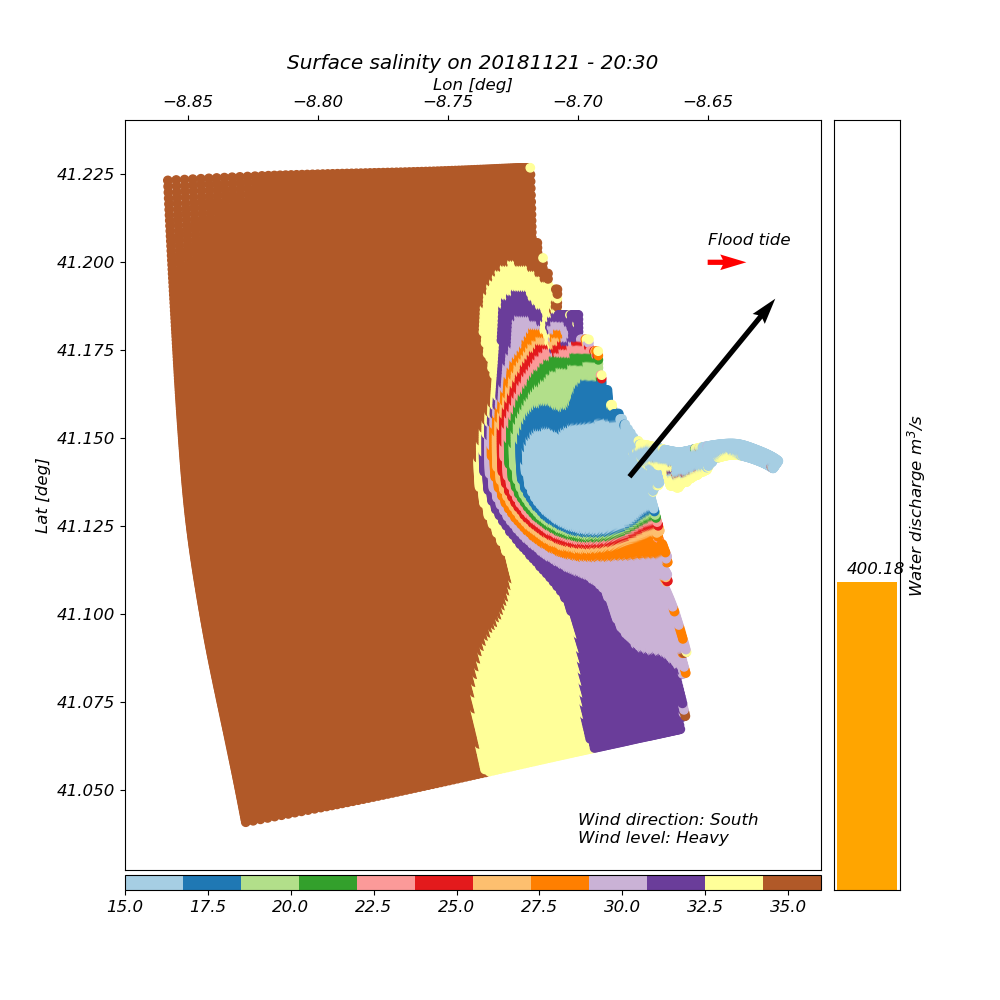 Surface salinity on 20181121 - 20:30
Lon [deg]
−8.85 −8.80 −8.75 −8.70 −8.65
41.225
41.200
41.175
41.150
41.125
41.100
41.075
41.050
Lat [deg]
Flood tide
Wind direction: South
Wind level: Heavy
400.18
Water discharge m³/s
15.0 17.5 20.0 22.5 25.0 27.5 30.0 32.5 35.0